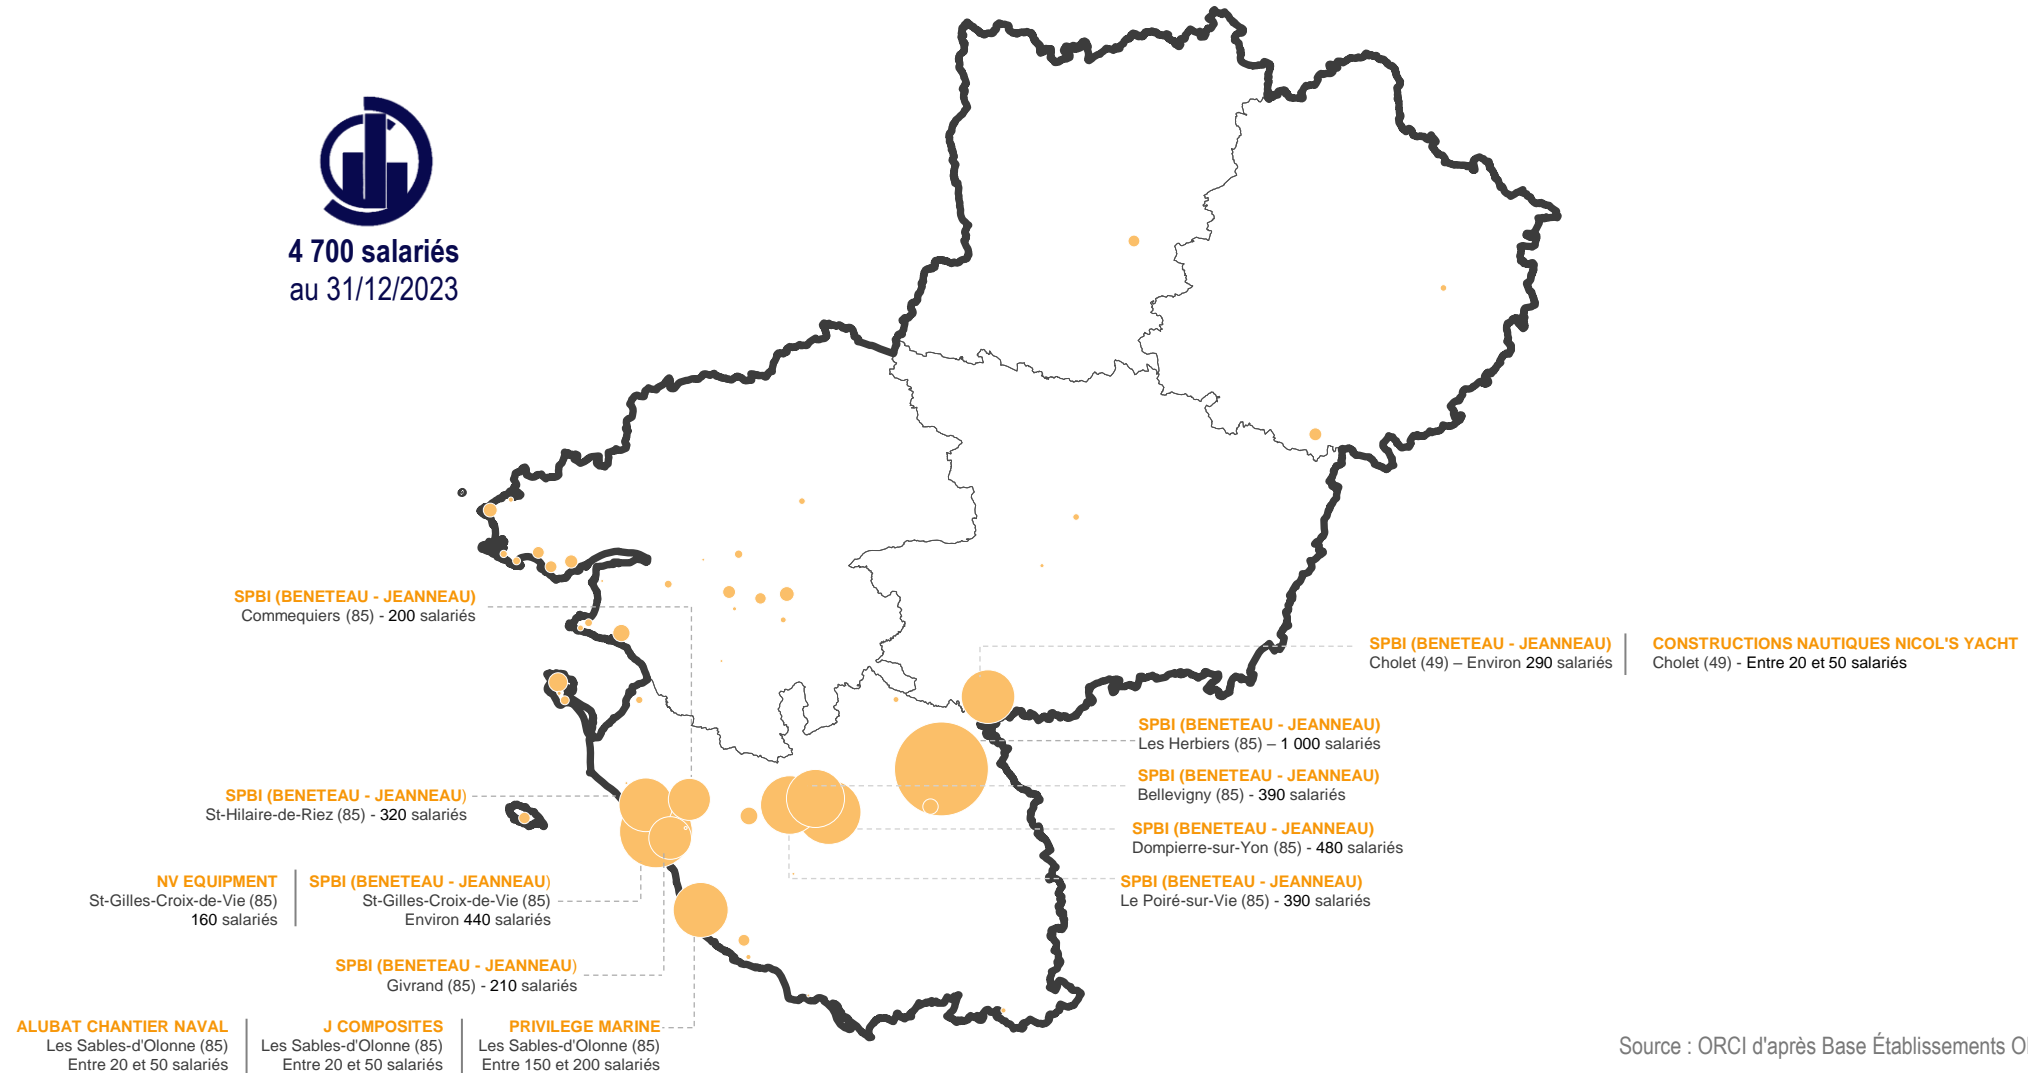 4 700 salariés
au 31/12/2023
SPBI (BENETEAU - JEANNEAU)
Commequiers (85) - 200 salariés
SPBI (BENETEAU - JEANNEAU)
Cholet (49) – Environ 290 salariés
CONSTRUCTIONS NAUTIQUES NICOL'S YACHT
Cholet (49) - Entre 20 et 50 salariés
SPBI (BENETEAU - JEANNEAU)
Les Herbiers (85) – 1 000 salariés
SPBI (BENETEAU - JEANNEAU)
Bellevigny (85) - 390 salariés
SPBI (BENETEAU - JEANNEAU)
St-Hilaire-de-Riez (85) - 320 salariés
SPBI (BENETEAU - JEANNEAU)
Dompierre-sur-Yon (85) - 480 salariés
SPBI (BENETEAU - JEANNEAU)
Le Poiré-sur-Vie (85) - 390 salariés
NV EQUIPMENT
St-Gilles-Croix-de-Vie (85)
160 salariés
SPBI (BENETEAU - JEANNEAU)
St-Gilles-Croix-de-Vie (85)
Environ 440 salariés
SPBI (BENETEAU - JEANNEAU)
Givrand (85) - 210 salariés
ALUBAT CHANTIER NAVAL
Les Sables-d'Olonne (85)
Entre 20 et 50 salariés
J COMPOSITES
Les Sables-d'Olonne (85)
Entre 20 et 50 salariés
PRIVILEGE MARINE
Les Sables-d'Olonne (85)
Entre 150 et 200 salariés
Source : ORCI d'après Base Établissements